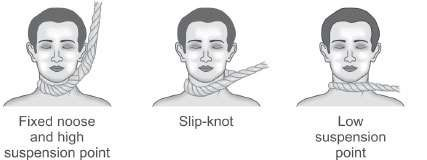 Fixed noose
and high
suspension point
Slip-knot
Low
suspension
point